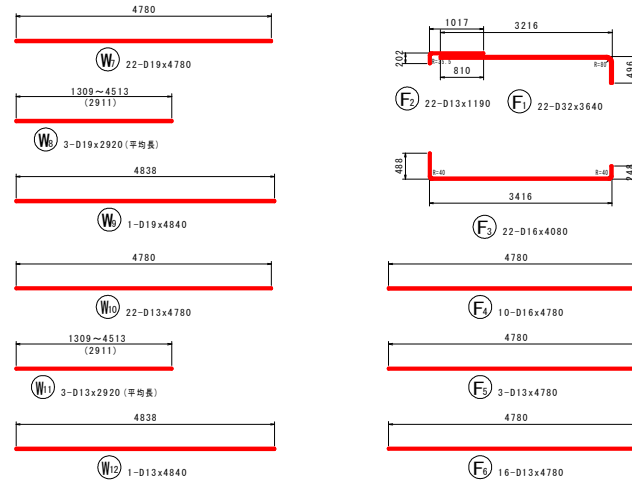 4780
W7 22-D19x4780
1309～4513
(2911)
W8 3-D19x2920(平均長)
4838
W9 1-D19x4840
4780
W10 22-D13x4780
1309～4513
(2911)
W11 3-D13x2920(平均長)
4838
W12 1-D13x4840
1017
3216
202
R=80
496
810
F2 22-D13x1190
F1 22-D32x3640
488
R=40
R=40
248
3416
F3 22-D16x4080
4780
F4 10-D16x4780
4780
F5 3-D13x4780
4780
F6 16-D13x4780